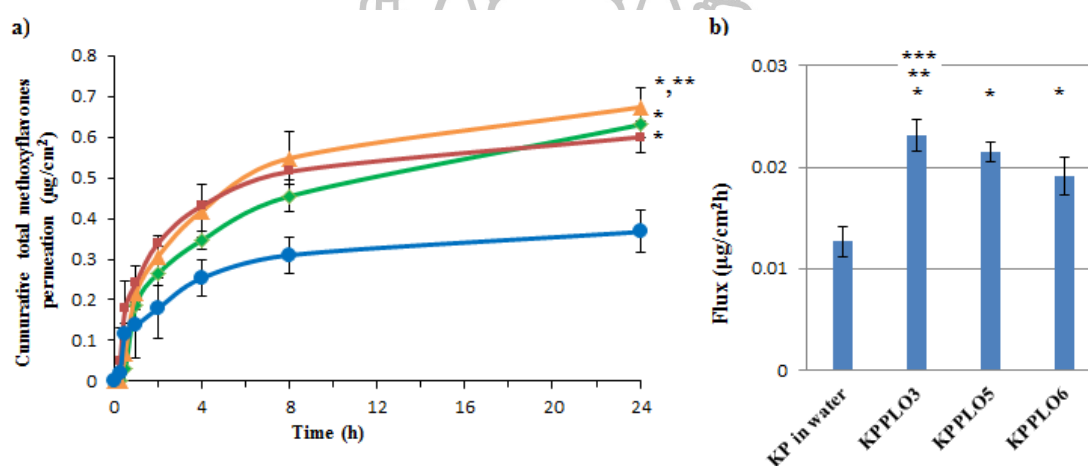 a)
Cumurative total methoxyflavones
permeation (µg/cm²)
0.8
0.7
0.6
0.5
0.4
0.3
0.2
0.1
0
0 4 8 12 16 20 24
Time (h)
*,**
*
*
b)
Flux (µg/cm²h)
0.03
0.02
0.01
0
***
**
* * *
KP in water KPPLO3 KPPLO5 KPPLO6